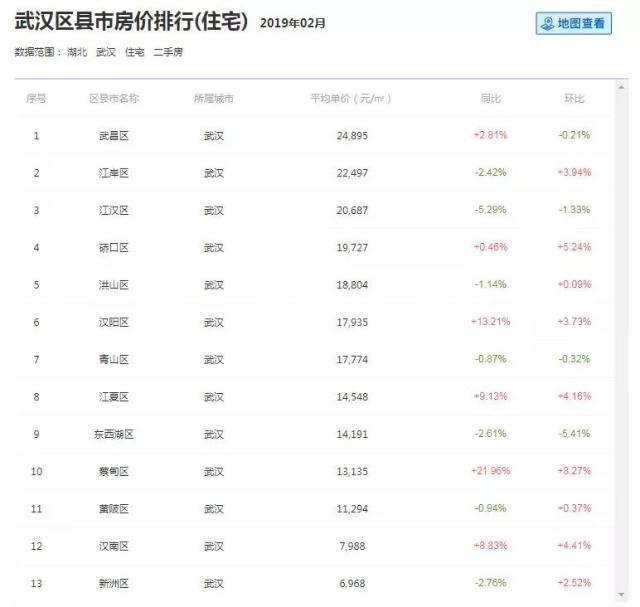 武汉区县市房价排行(住宅) 2019年02月 地图查看
数据范围： 湖北 武汉 住宅 二手房
序号 区县市名称 所属城市 平均单价（元/㎡） 同比 环比
1 武昌区 武汉 24,895 +2.81% -0.21%
2 江岸区 武汉 22,497 -2.42% +3.94%
3 江汉区 武汉 20,687 -5.29% -1.33%
4 硚口区 武汉 19,727 +0.46% +5.24%
5 洪山区 武汉 18,804 -1.14% +0.09%
6 汉阳区 武汉 17,935 +13.21% +3.73%
7 青山区 武汉 17,774 -0.87% -0.32%
8 江夏区 武汉 14,548 +9.13% +4.16%
9 东西湖区 武汉 14,191 -2.61% -5.41%
10 蔡甸区 武汉 13,135 +21.96% +8.27%
11 黄陂区 武汉 11,294 -0.94% +0.37%
12 汉南区 武汉 7,988 +8.83% +4.41%
13 新洲区 武汉 6,968 -2.76% +2.52%